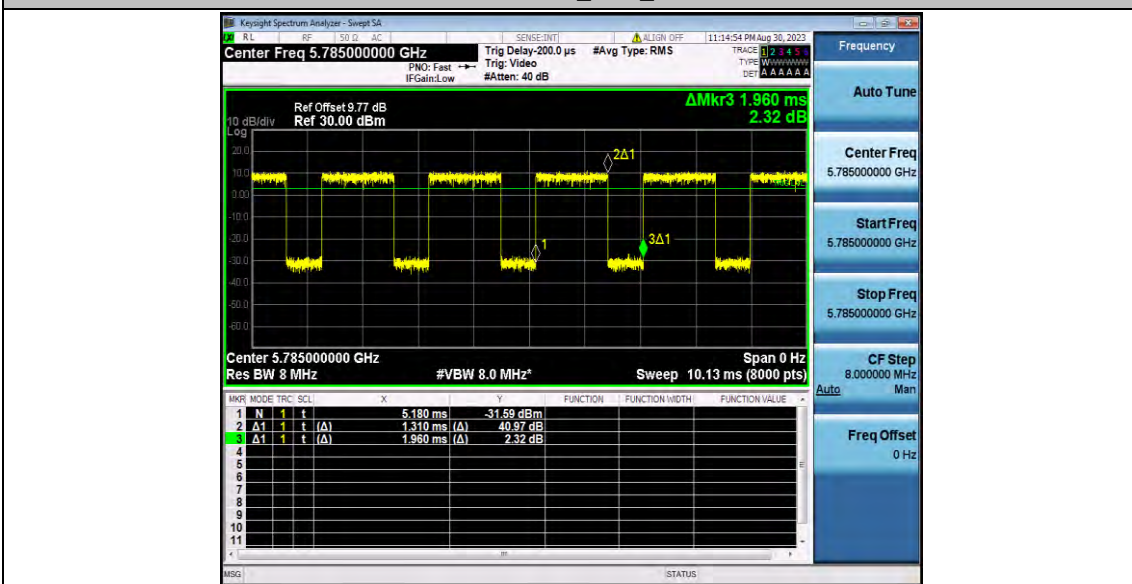 Keysight Spectrum Analyzer - Swept SA
RL RF 50 Ω AC SENSE:INT ALIGN OFF 11:14:54 PM Aug 30, 2023
Center Freq 5.785000000 GHz Trig Delay-200.0 µs #Avg Type: RMS TRACE 1 2 3 4 5 6
PNO: Fast Trig: Video TYPE W
IFGain:Low #Atten: 40 dB DET A A A A A A
Frequency
Auto Tune
Center Freq
5.785000000 GHz
Start Freq
5.785000000 GHz
Stop Freq
5.785000000 GHz
CF Step
8.000000 MHz
Auto Man
Freq Offset
0 Hz
ΔMkr3 1.960 ms
2.32 dB
Ref Offset 9.77 dB
10 dB/div Ref 30.00 dBm
Log
20.0
10.0
0.00
-10.0
-20.0
-30.0
-40.0
-50.0
-60.0
2Δ1
1
3Δ1
Center 5.785000000 GHz Span 0 Hz
Res BW 8 MHz #VBW 8.0 MHz* Sweep 10.13 ms (8000 pts)
MKR MODE TRC SCL X Y FUNCTION FUNCTION WIDTH FUNCTION VALUE
1 N 1 t 5.180 ms -31.59 dBm
2 Δ1 1 t (Δ) 1.310 ms (Δ) 40.97 dB
3 Δ1 1 t (Δ) 1.960 ms (Δ) 2.32 dB
4
5
6
7
8
9
10
11
MSG STATUS